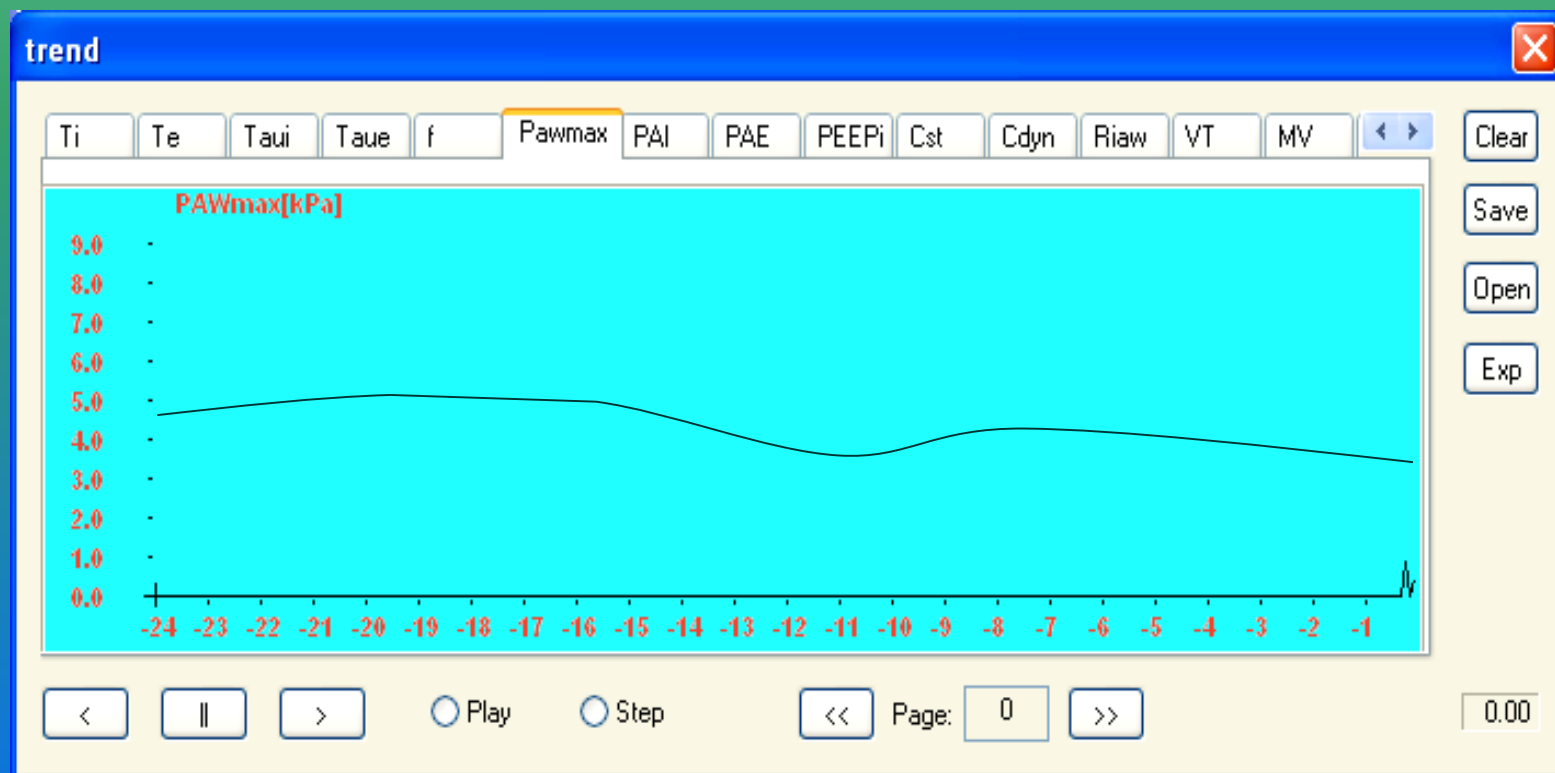 trend
Ti Te Taui Taue f Pawmax PAI PAE PEEPi Cst Cdyn Riaw VT MV
Clear
Save
Open
Exp
PAWmax[kPa]
9.0
8.0
7.0
6.0
5.0
4.0
3.0
2.0
1.0
0.0
-24 -23 -22 -21 -20 -19 -18 -17 -16 -15 -14 -13 -12 -11 -10 -9 -8 -7 -6 -5 -4 -3 -2 -1
< || > Play Step << Page: 0 >> 0.00